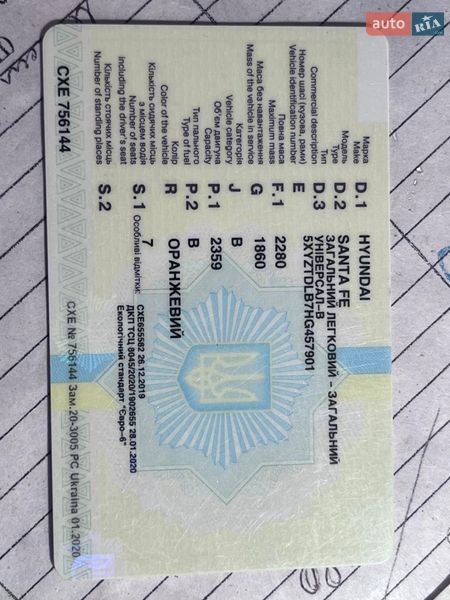 auto RIA
Марка D.1 HYUNDAI
Make
Модель D.2 SANTA FE
Type
Тип D.3 ЗАГАЛЬНИЙ ЛЕГКОВИЙ - ЗАГАЛЬНИЙ
Commercial description УНІВЕРСАЛ-B
Номер шасі (кузова, рами) E 5XYZTDLB7HG457901
Vehicle identification number
Повна маса F.1 2280
Maximum mass
Маса без навантаження G 1860
Mass of the vehicle in service
Категорія J B
Vehicle category
Об'єм двигуна P.1 2359
Capacity
Тип пального P.2 B
Type of fuel
Колір R ОРАНЖЕВИЙ
Color of the vehicle
Кількість сидячих місць S.1 7
з місцем водія
Number of seats
including the driver's seat
Кількість стоячих місць S.2
Number of standing places
Особливі відмітки:
CXE655582 26.12.2019
ДКП ТСЦ 8045/2020/1902655 28.01.2020
Екологічний стандарт "Євро-6"
CXE 756144
CXE № 756144 Зам.20-3005 PC Ukraina 01.2020